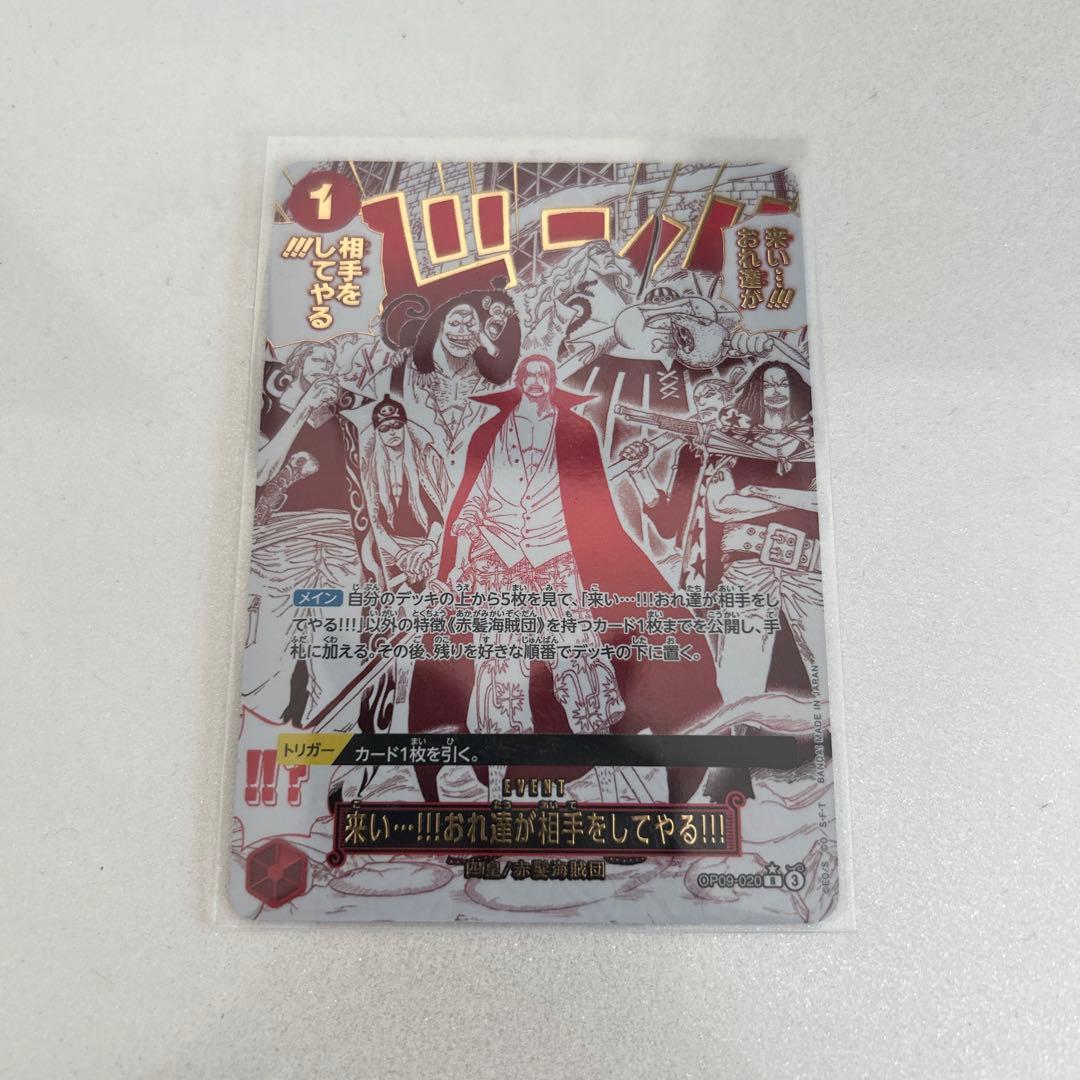 1
ドーン
来い…!!!
おれ達が
相手を
してやる
!!!
メイン 自分のデッキの上から5枚を見て、「来い…!!!おれ達が相手をし
てやる!!!」以外の特徴《赤髪海賊団》を持つカード1枚までを公開し、手
札に加える。その後、残りを好きな順番でデッキの下に置く。
!!?
トリガー カード1枚を引く。
EVENT
来い…!!!おれ達が相手をしてやる!!!
四皇/赤髪海賊団
OP09-020 R 3
©E.O/S. ©O/S・F・T BANDAI MADE IN JAPAN